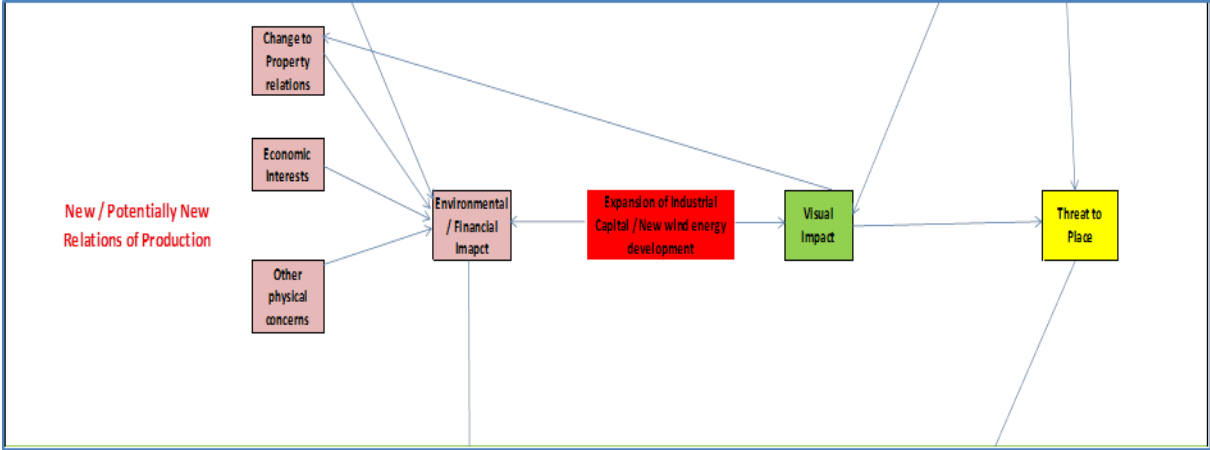 Change to
Property
relations
Economic
Interests
New / Potentially New
Relations of Production
Other
physical
concerns
Environmental
/ Financial
Imapct
Expansion of Industrial
Capital / New wind energy
development
Visual
Impact
Threat to
Place